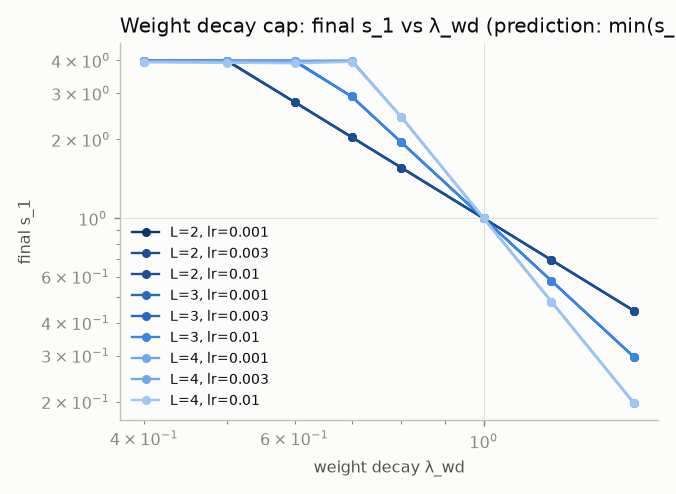 Weight decay cap: final s_1 vs λ_wd (prediction: min(s_
4 × 10⁰
3 × 10⁰
2 × 10⁰
10⁰
6 × 10⁻¹
4 × 10⁻¹
3 × 10⁻¹
2 × 10⁻¹
final s_1
L=2, lr=0.001
L=2, lr=0.003
L=2, lr=0.01
L=3, lr=0.001
L=3, lr=0.003
L=3, lr=0.01
L=4, lr=0.001
L=4, lr=0.003
L=4, lr=0.01
4 × 10⁻¹ 6 × 10⁻¹ 10⁰
weight decay λ_wd